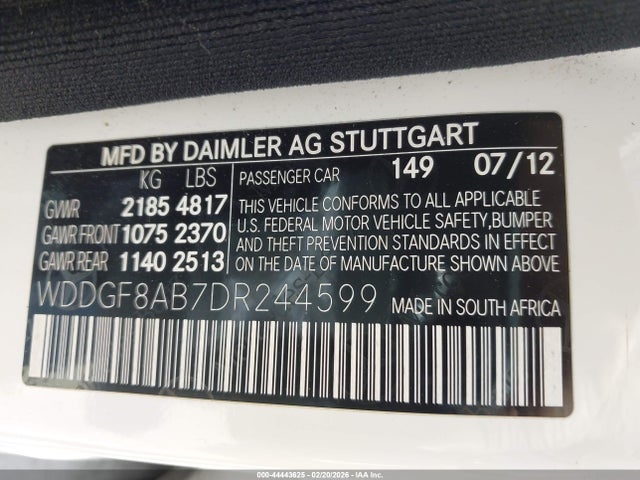 MFD BY DAIMLER AG STUTTGART
KG LBS
GVWR 2185 4817
GAWR FRONT 1075 2370
GAWR REAR 1140 2513
PASSENGER CAR 149 07/12
THIS VEHICLE CONFORMS TO ALL APPLICABLE
U.S. FEDERAL MOTOR VEHICLE SAFETY,BUMPER
AND THEFT PREVENTION STANDARDS IN EFFECT
ON THE DATE OF MANUFACTURE SHOWN ABOVE
WDDGF8AB7DR244599
MADE IN SOUTH AFRICA
000-44443625 - 02/20/2026 - IAA Inc.